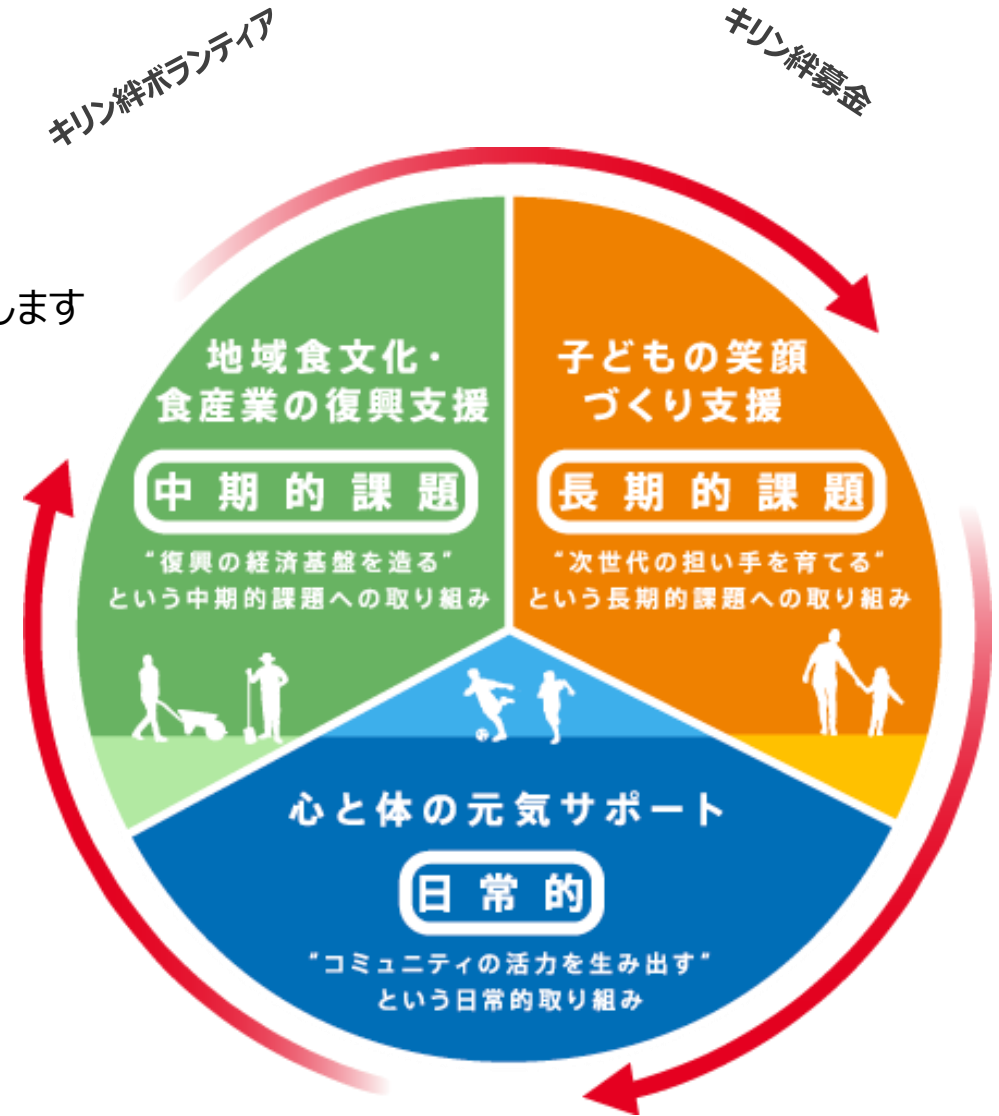 キリン絆ボランティア
キリン絆募金
します
地域食文化・
食産業の復興支援
中期的課題
“復興の経済基盤を造る”
という中期的課題への取り組み
子どもの笑顔
づくり支援
長期的課題
“次世代の担い手を育てる“
という長期的課題への取り組み
心と体の元気サポート
日常的
“コミュニティの活力を生み出す”
という日常的取り組み